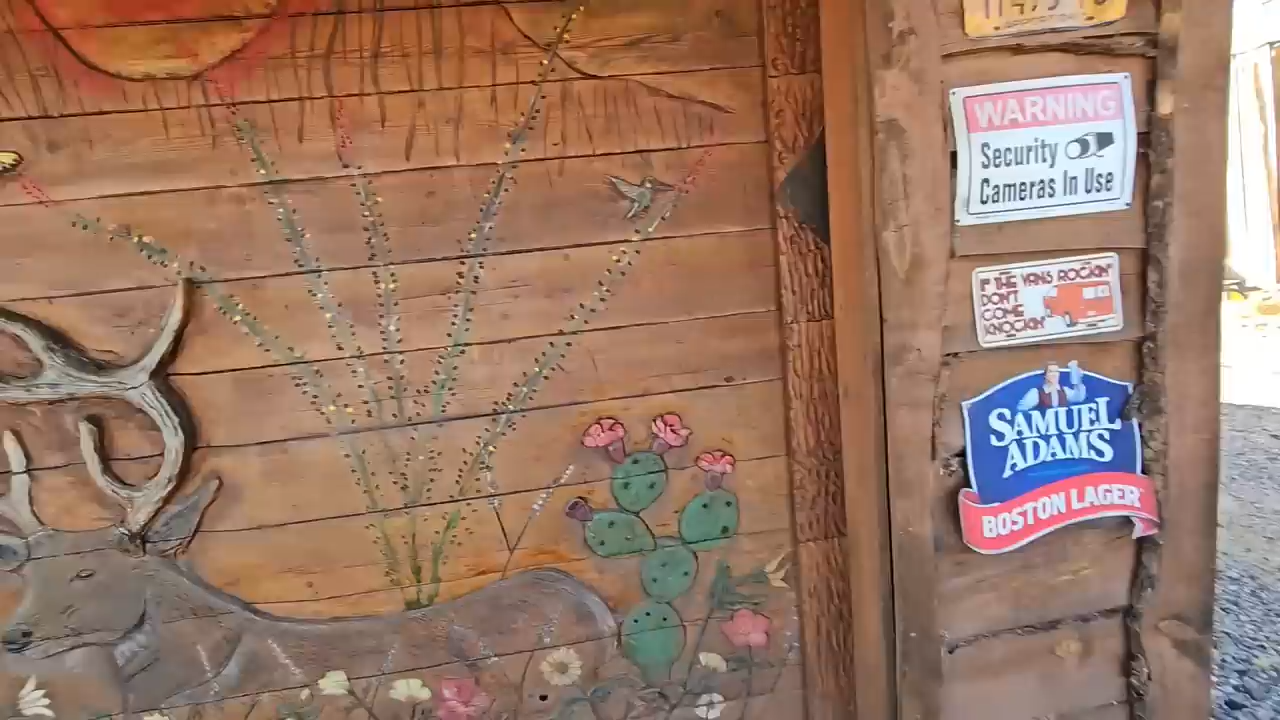 WARNING
Security
Cameras In Use
IF THE VANS ROCKIN'
DON'T
COME
KNOCKIN'
SAMUEL
ADAMS
BOSTON LAGER